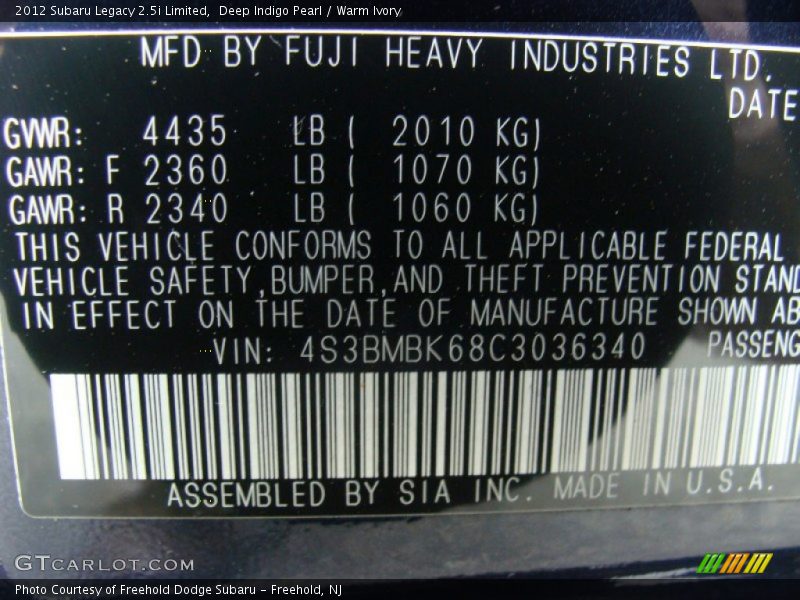 2012 Subaru Legacy 2.5i Limited,  Deep Indigo Pearl / Warm Ivory
MFD BY FUJI HEAVY INDUSTRIES LTD.
DATE
GVWR: 4435 LB ( 2010 KG)
GAWR: F 2360 LB ( 1070 KG)
GAWR: R 2340 LB ( 1060 KG)
THIS VEHICLE CONFORMS TO ALL APPLICABLE FEDERAL
VEHICLE SAFETY,BUMPER,AND THEFT PREVENTION STAND
IN EFFECT ON THE DATE OF MANUFACTURE SHOWN AB
VIN: 4S3BMBK68C3036340 PASSENG
ASSEMBLED BY SIA INC. MADE IN U.S.A.
GTCARLOT.COM
Photo Courtesy of Freehold Dodge Subaru - Freehold, NJ